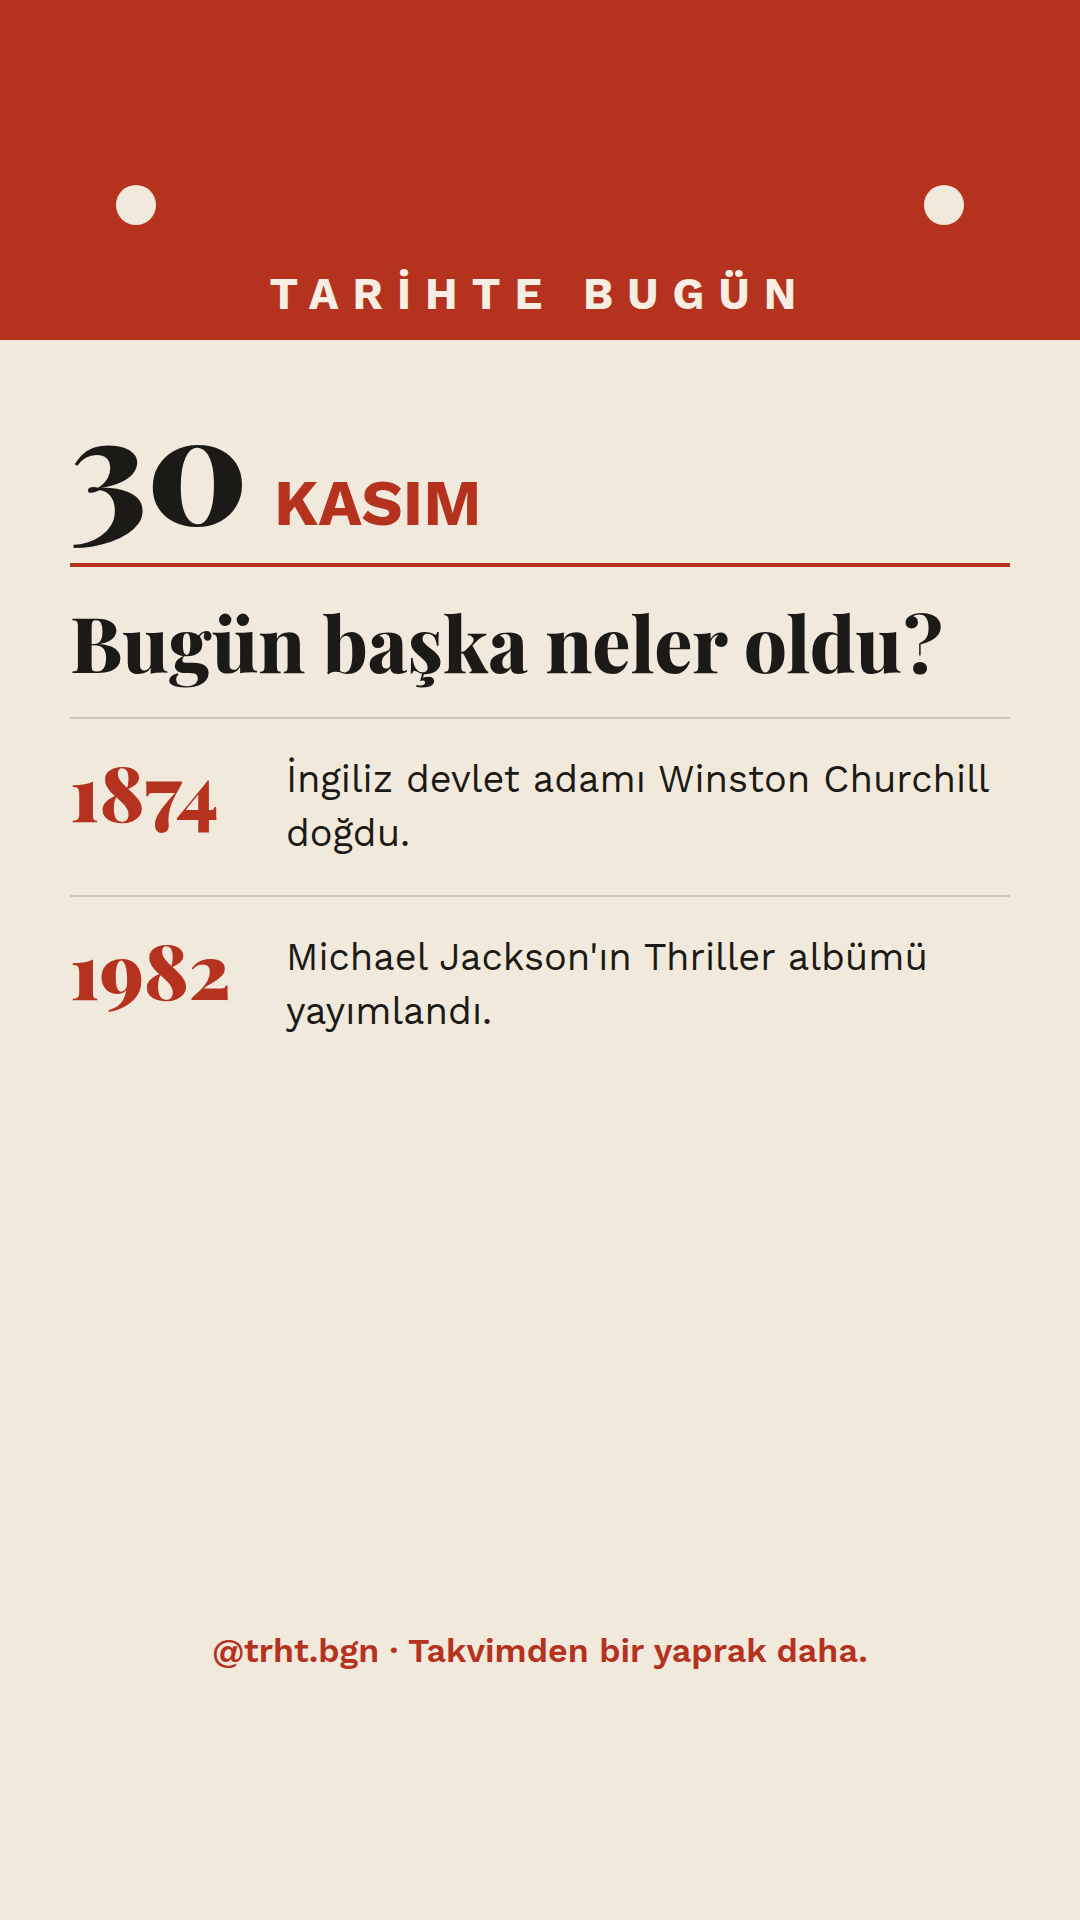 TARİHTE BUGÜN
30 KASIM
Bugün başka neler oldu?
1874 İngiliz devlet adamı Winston Churchill
doğdu.
1982 Michael Jackson'ın Thriller albümü
yayımlandı.
@trht.bgn · Takvimden bir yaprak daha.